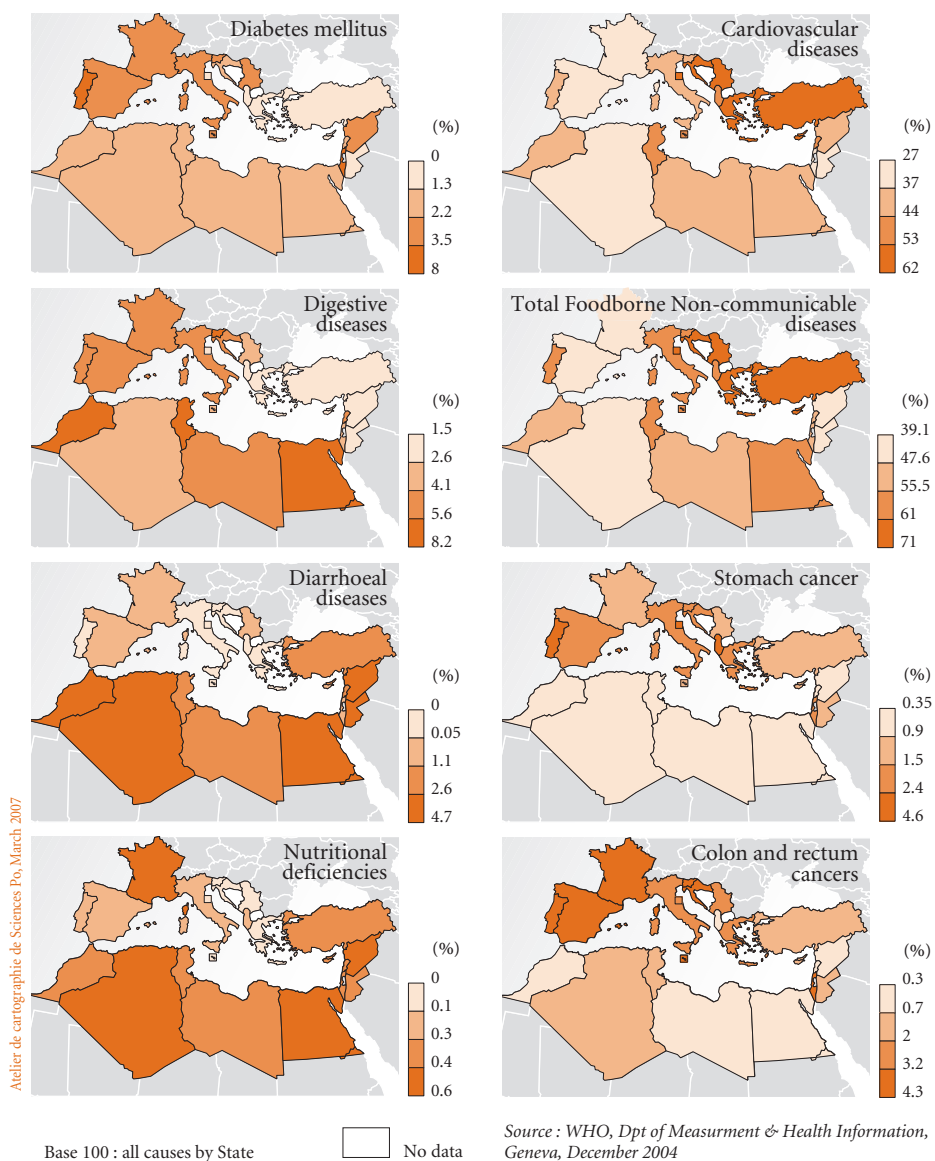 Diabetes mellitus
(%)
0
1.3
2.2
3.5
8
Cardiovascular
diseases
(%)
27
37
44
53
62
Digestive
diseases
(%)
1.5
2.6
4.1
5.6
8.2
Total Foodborne Non-communicable
diseases
(%)
39.1
47.6
55.5
61
71
Diarrhoeal
diseases
(%)
0
0.05
1.1
2.6
4.7
Stomach cancer
(%)
0.35
0.9
1.5
2.4
4.6
Nutritional
deficiencies
(%)
0
0.1
0.3
0.4
0.6
Colon and rectum
cancers
(%)
0.3
0.7
2
3.2
4.3
Atelier de cartographie de Sciences Po, March 2007
Base 100 : all causes by State
No data
Source : WHO, Dpt of Measurment & Health Information,
Geneva, December 2004